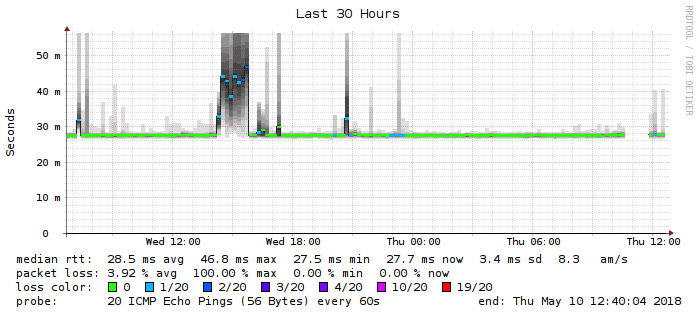 Last 30 Hours
RRDTOOL / TOBI OETIKER
Seconds
50 m
40 m
30 m
20 m
10 m
0
Wed 12:00 Wed 18:00 Thu 00:00 Thu 06:00 Thu 12:00
median rtt: 28.5 ms avg 46.8 ms max 27.5 ms min 27.7 ms now 3.4 ms sd 8.3 am/s
packet loss: 3.92 % avg 100.00 % max 0.00 % min 0.00 % now
loss color: 0 1/20 2/20 3/20 4/20 10/20 19/20
probe: 20 ICMP Echo Pings (56 Bytes) every 60s end: Thu May 10 12:40:04 2018